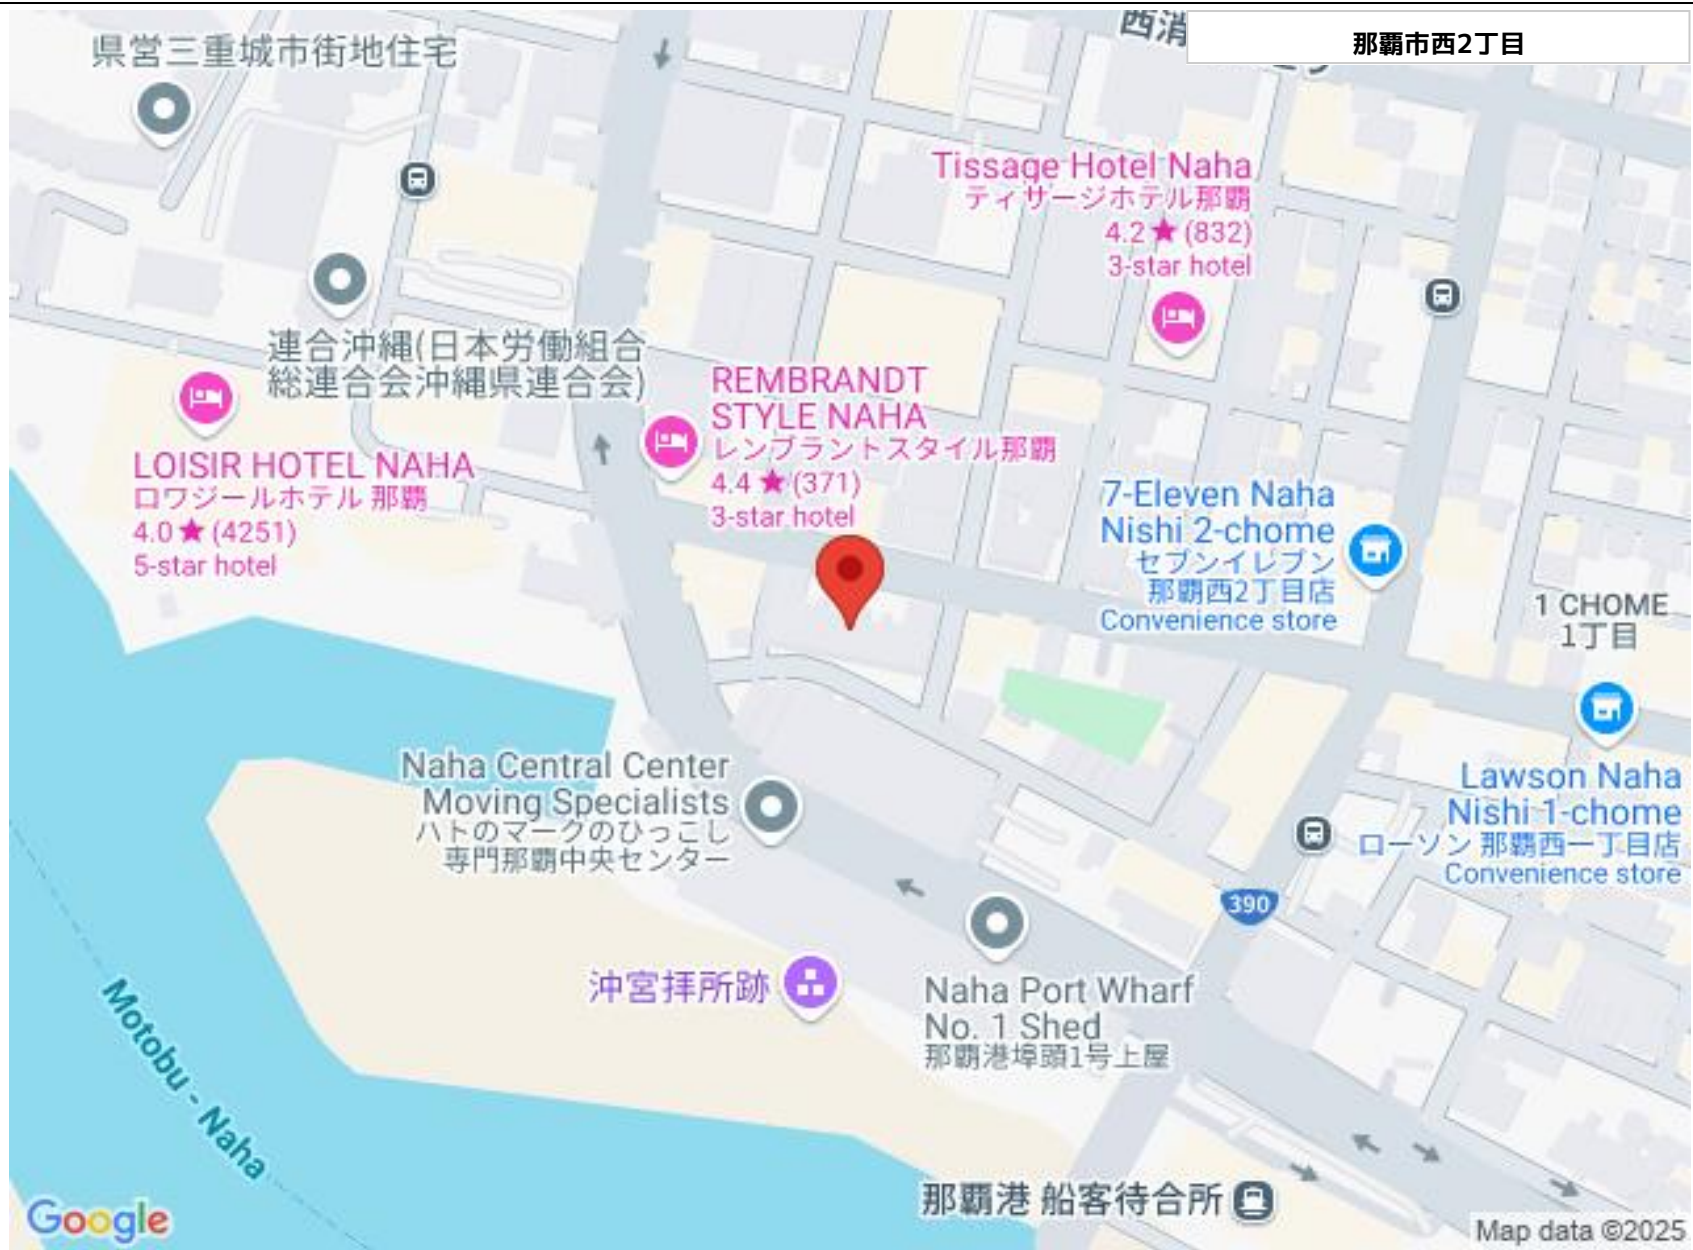 西消
那覇市西2丁目
県営三重城市街地住宅
Tissage Hotel Naha
ティサージホテル那覇
4.2★(832)
3-star hotel
連合沖縄(日本労働組合
総連合会沖縄県連合会)
REMBRANDT
STYLE NAHA
レンブラントスタイル那覇
4.4★(371)
3-star hotel
LOISIR HOTEL NAHA
ロワジールホテル 那覇
4.0★(4251)
5-star hotel
7-Eleven Naha
Nishi 2-chome
セブンイレブン
那覇西2丁目店
Convenience store
1 CHOME
1丁目
Lawson Naha
Nishi 1-chome
ローソン 那覇西一丁目店
Convenience store
Naha Central Center
Moving Specialists
ハトのマークのひっこし
専門那覇中央センター
390
沖宮拝所跡
Naha Port Wharf
No. 1 Shed
那覇港埠頭1号上屋
Motobu - Naha
那覇港 船客待合所
Google
Map data ©2025